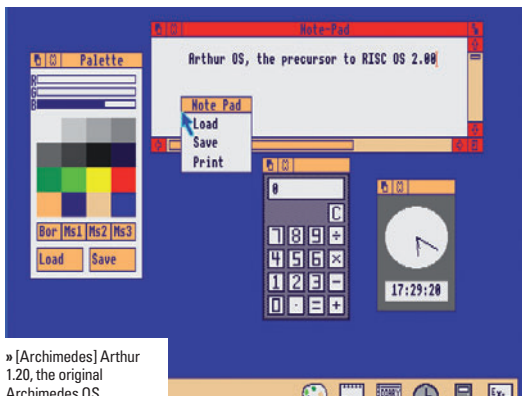 Note-Pad
Arthur OS, the precursor to RISC OS 2.00
Palette
R
G
B
Note Pad
Load
Save
Print
Bor Ms1 Ms2 Ms3
Load Save
0
C
7 8 9 ÷
4 5 6 ×
1 2 3 -
0 · = +
17:29:20
» [Archimedes] Arthur
1.20, the original
Archimedes OS